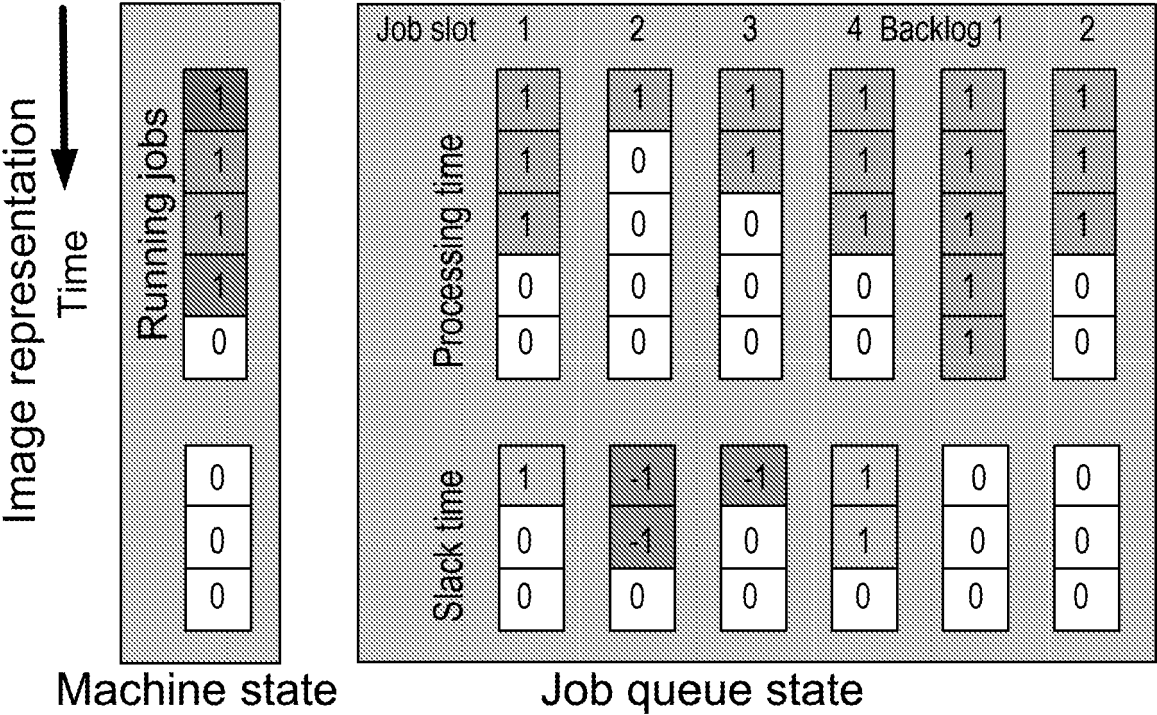 Image representation
Time
Running jobs
1
1
1
1
0
0
0
0
Machine state
Job slot 1 2 3 4 Backlog 1 2
Processing time
1 1 1 1 1 1
1 0 1 1 1 1
1 0 0 1 1 1
0 0 0 0 1 0
0 0 0 0 1 0
Slack time
1 -1 -1 1 0 0
0 -1 0 1 0 0
0 0 0 0 0 0
Job queue state